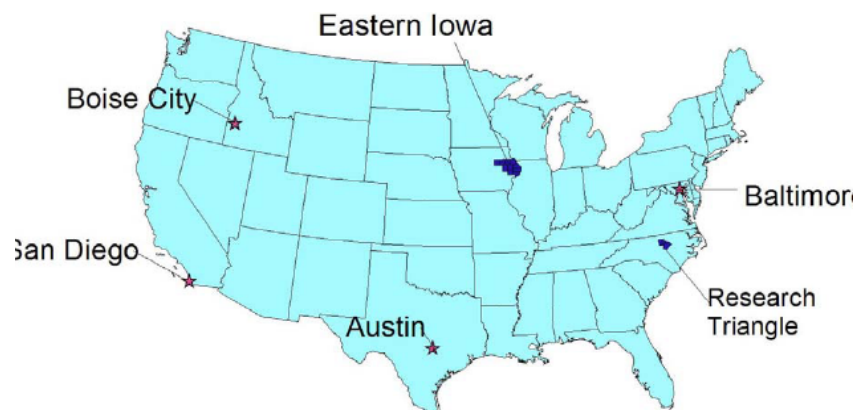 Eastern Iowa
Boise City
Baltimore
San Diego
Research
Triangle
Austin